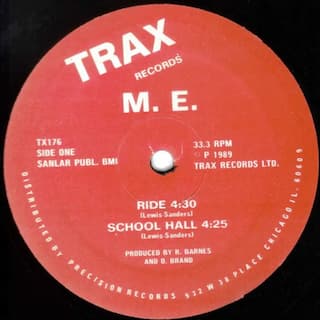 TRAX
RECORDS
M. E.
TX176
SIDE ONE
SANLAR PUBL. BMI
33.3 RPM
P 1989
TRAX RECORDS LTD.
RIDE 4:30
(Lewis-Sanders)
SCHOOL HALL 4:25
(Lewis-Sanders)
PRODUCED BY R. BARNES
AND D. BRAND
DISTRIBUTED BY PRECISION RECORDS 932 W 38 PLACE CHICAGO IL. 60609